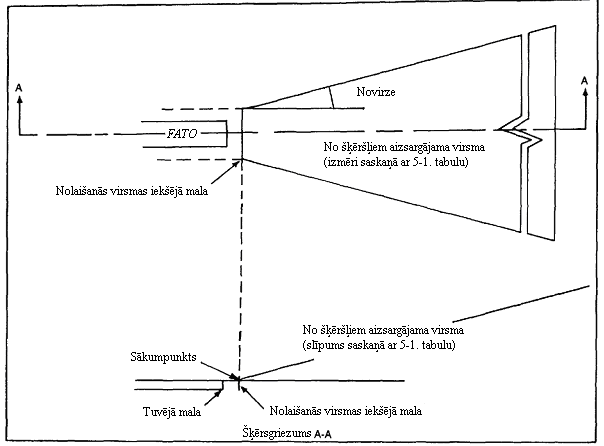 A
A
Novirze
FATO
No šķēršļiem aizsargājama virsma
(izmēri saskaņā ar 5-1. tabulu)
Nolaišanās virsmas iekšējā mala
No šķēršļiem aizsargājama virsma
(slīpums saskaņā ar 5-1. tabulu)
Sākumpunkts
Tuvējā mala
Nolaišanās virsmas iekšējā mala
Šķērsgriezums A-A